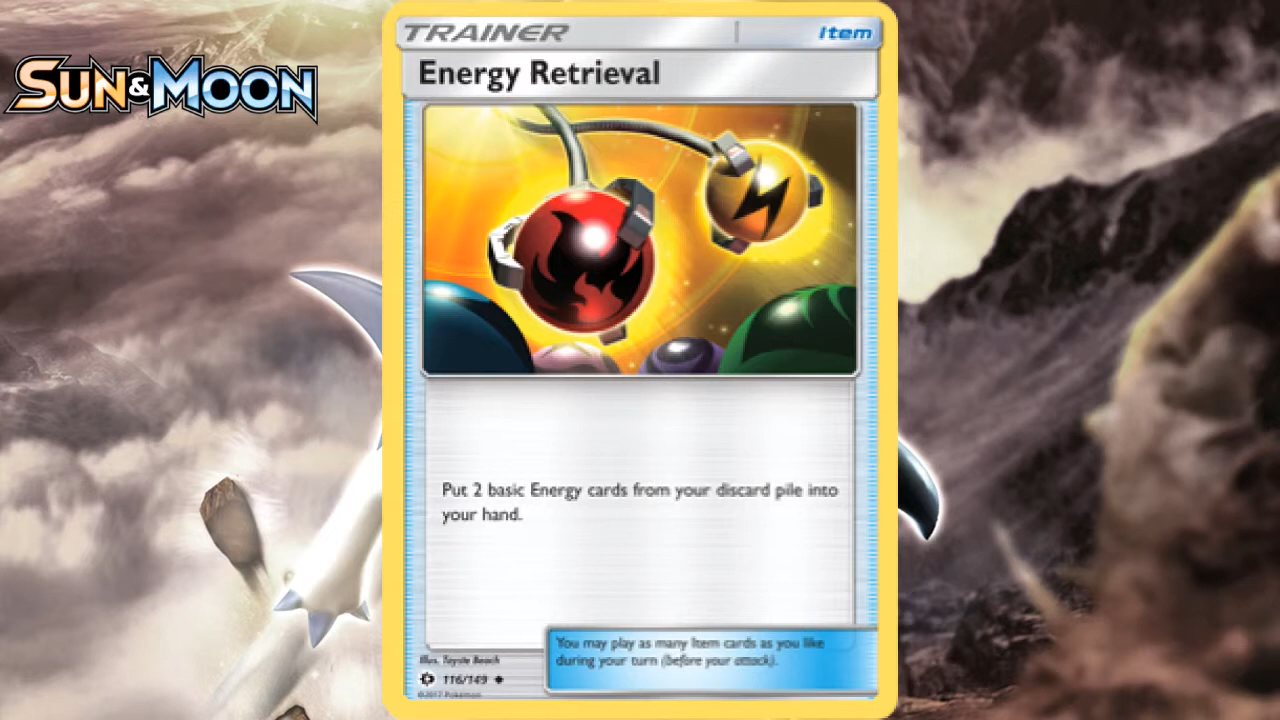 SUN & MOON
TRAINER
Item
Energy Retrieval
Put 2 basic Energy cards from your discard pile into
your hand.
You may play as many Item cards as you like
during your turn (before your attack).
Illus. Toyste Beach
116/149
©2017 Pokémon